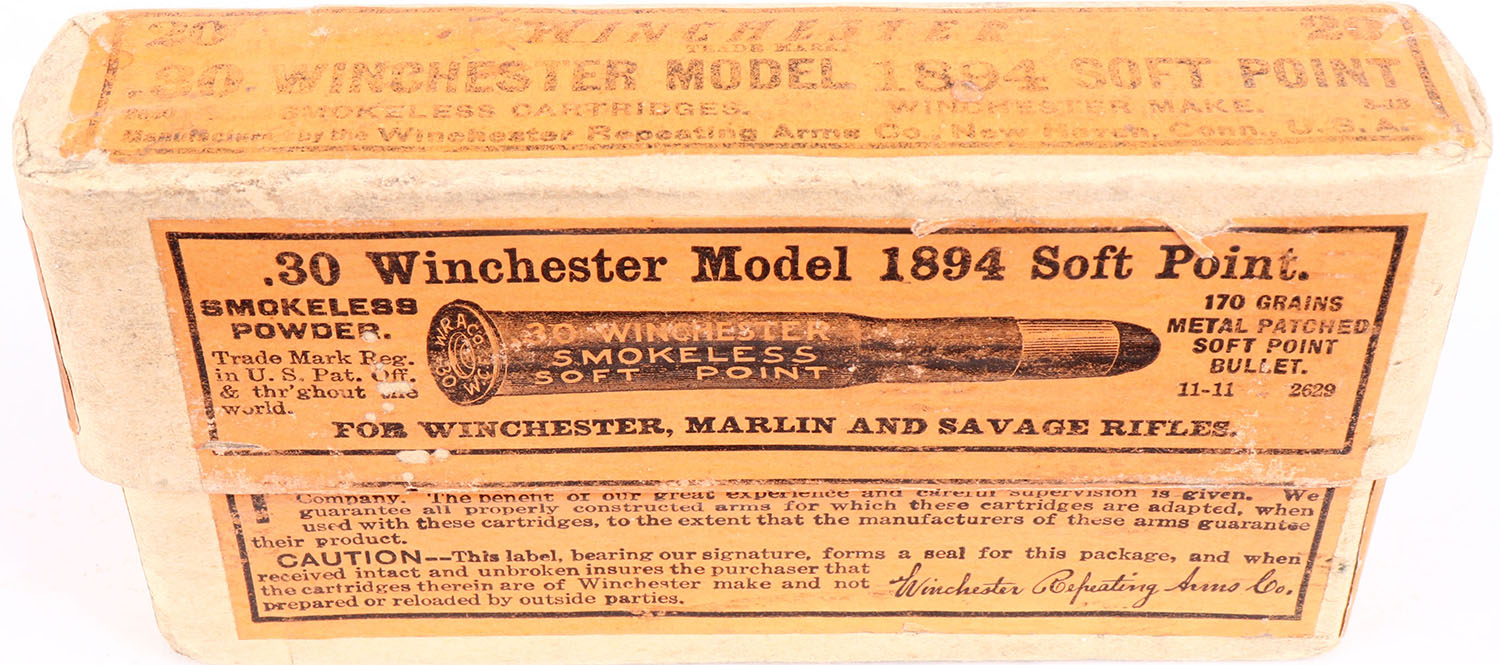 20 WINCHESTER 20
TRADE MARK
.30 WINCHESTER MODEL 1894 SOFT POINT
SMOKELESS CARTRIDGES. WINCHESTER MAKE.
Manufactured by the Winchester Repeating Arms Co., New Haven, Conn., U.S.A.
.30 Winchester Model 1894 Soft Point.
SMOKELESS
POWDER.
Trade Mark Reg.
in U. S. Pat. Off.
& thr'ghout the
world.
W.R.A.CO.
.30 W.C.F.
.30 WINCHESTER
SMOKELESS
SOFT POINT
170 GRAINS
METAL PATCHED
SOFT POINT
BULLET.
11-11 2629
FOR WINCHESTER, MARLIN AND SAVAGE RIFLES.
Company. The benefit of our great experience and careful supervision is given. We
guarantee all properly constructed arms for which these cartridges are adapted, when
used with these cartridges, to the extent that the manufacturers of these arms guarantee
their product.
CAUTION--This label, bearing our signature, forms a seal for this package, and when
received intact and unbroken insures the purchaser that
the cartridges therein are of Winchester make and not
prepared or reloaded by outside parties.
Winchester Repeating Arms Co.